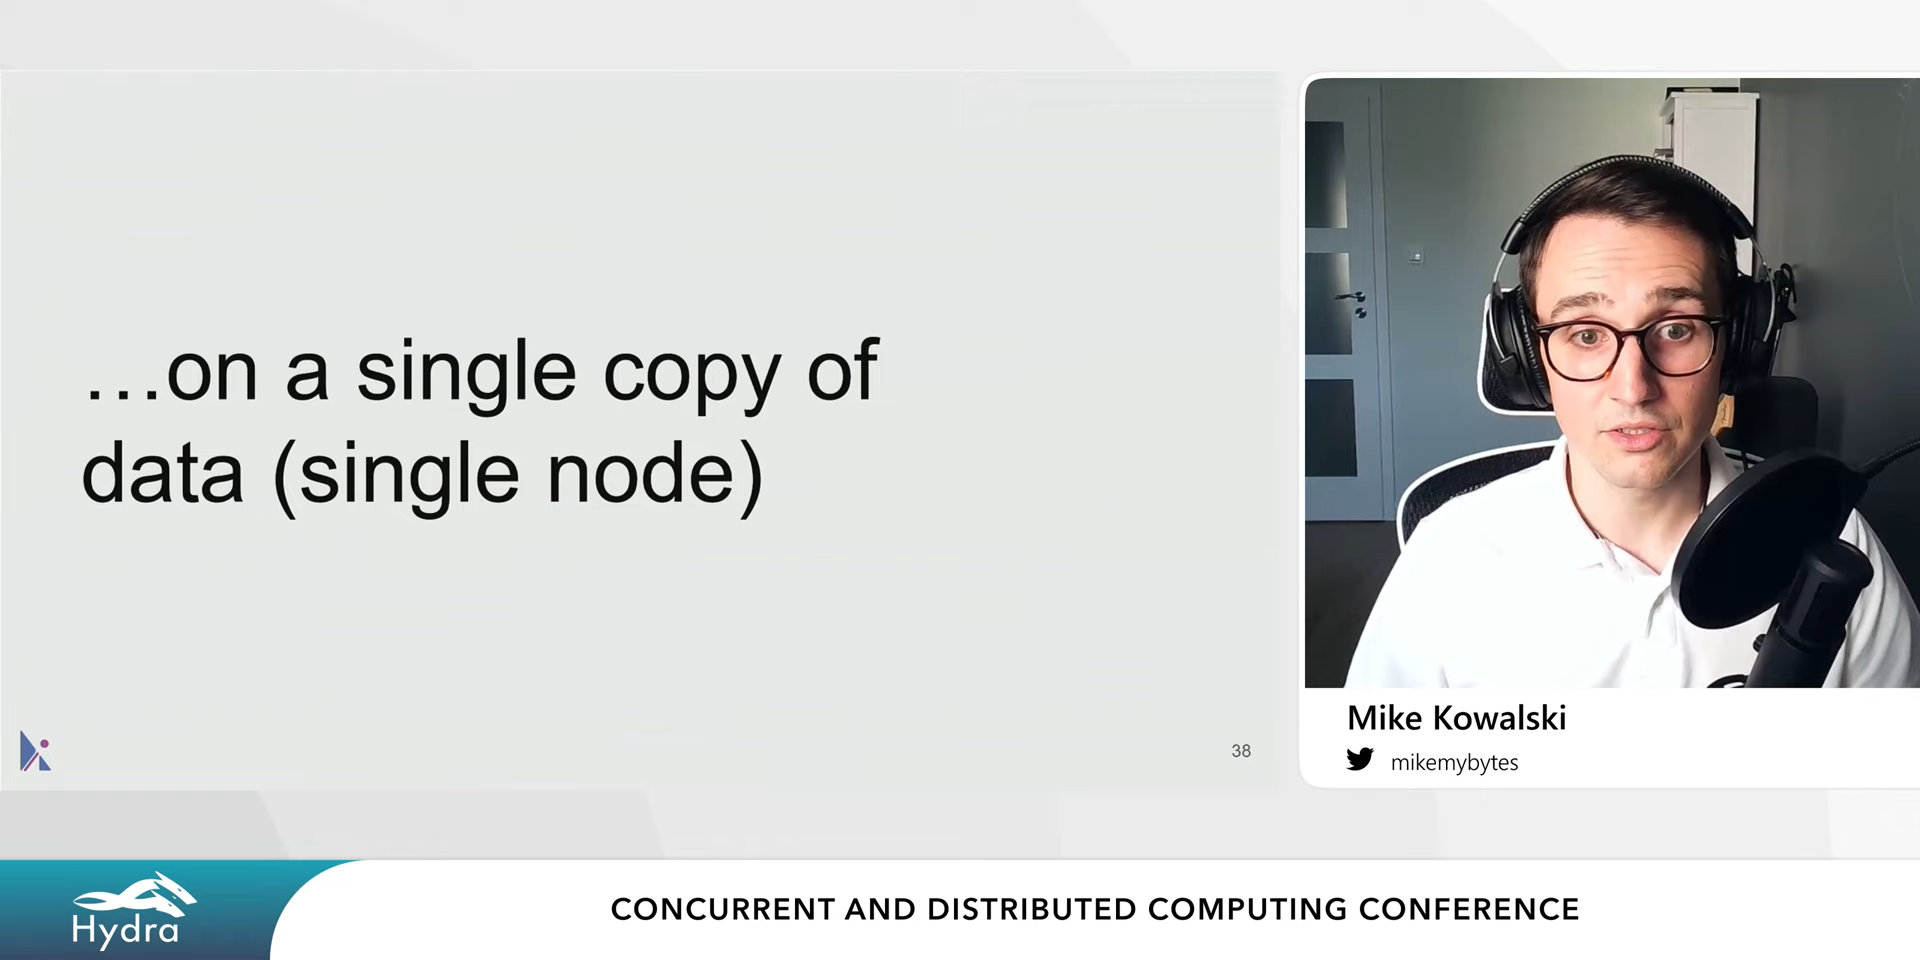 …on a single copy of
data (single node)
38
Mike Kowalski
mikemybytes
Hydra
CONCURRENT AND DISTRIBUTED COMPUTING CONFERENCE